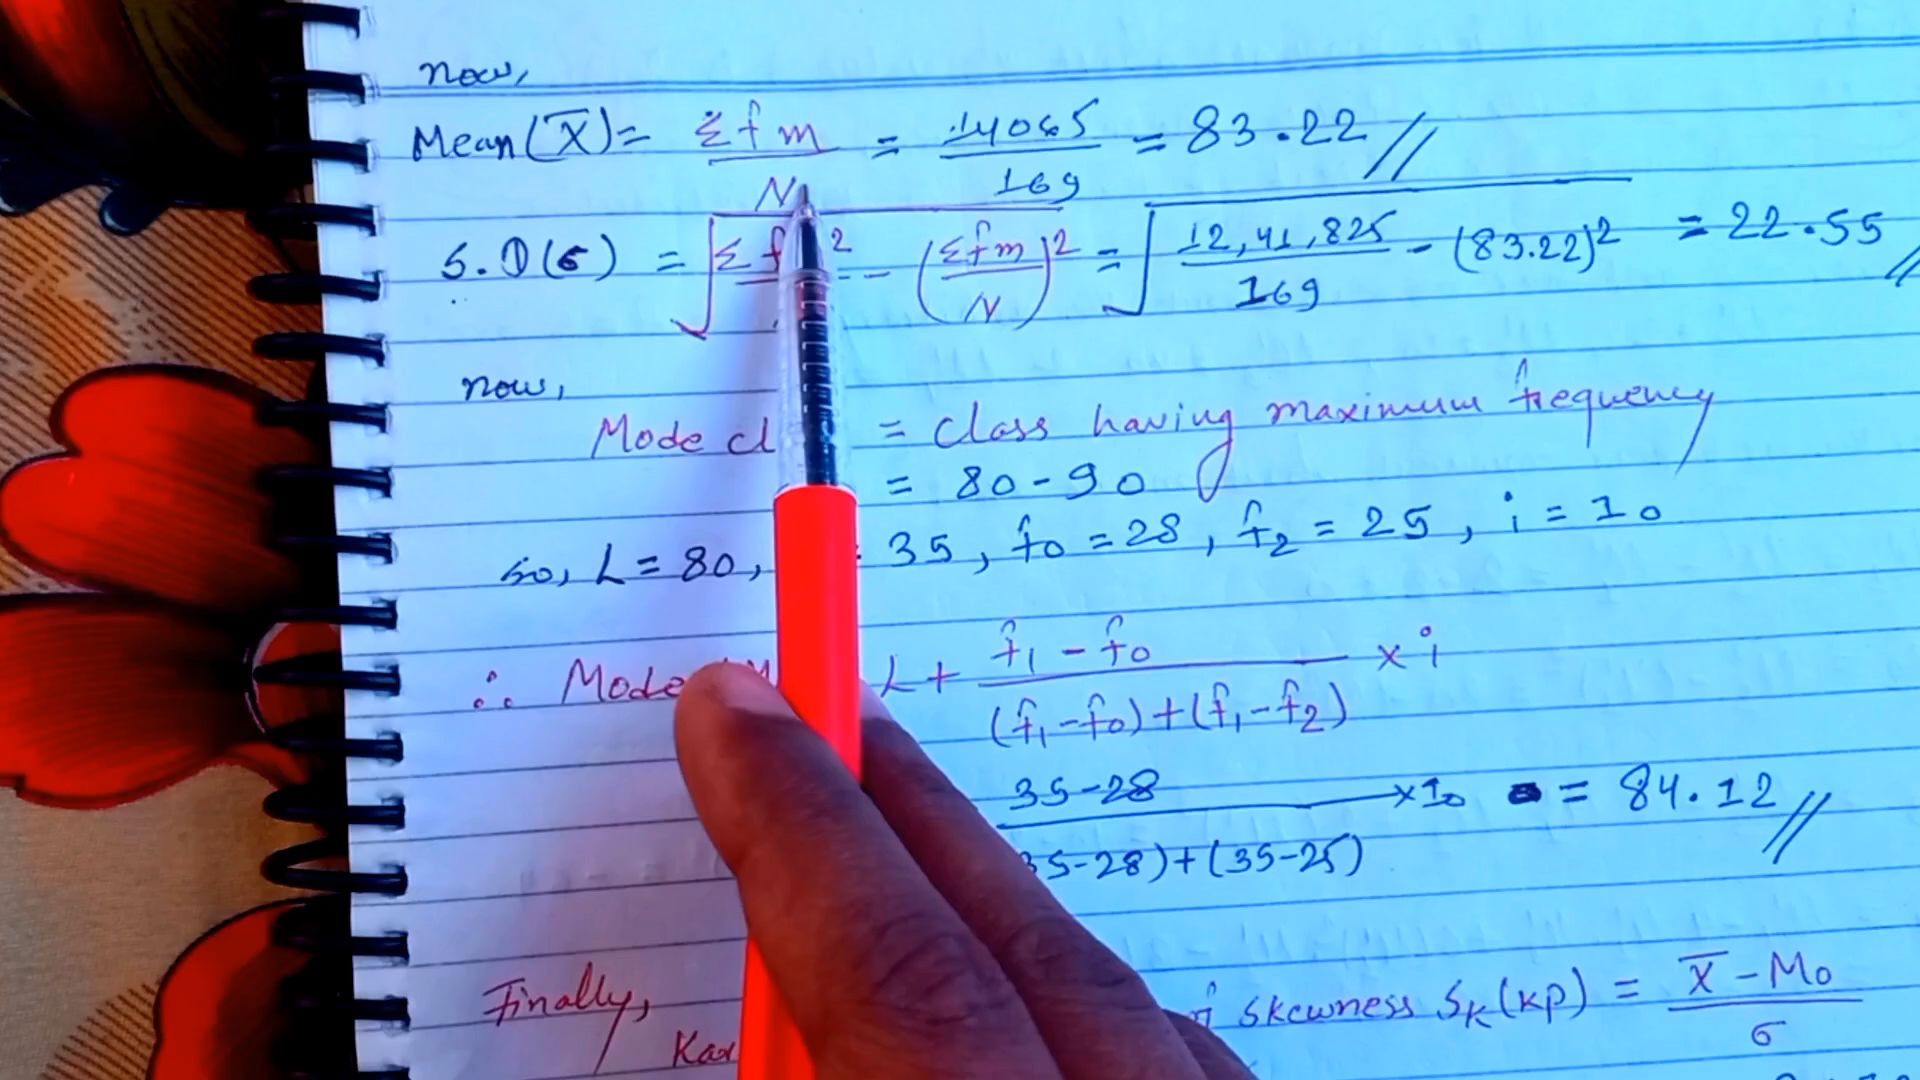 now,
Mean (X̅) = Σfm / N = 14065 / 169 = 83.22 //
S.D (σ) = √(Σf ² / - (Σfm / N)²) = √(12,41,825 / 169 - (83.22)²) = 22.55 //
now,
Mode cl = class having maximum frequency
= 80-90
so, L = 80, = 35, f0 = 28, f2 = 25, i = 10
∴ Mode L + f1 - f0 / (f1 - f0) + (f1 - f2) × i
35-28 / 35-28) + (35-25) × 10 = 84.12 //
Finally,
Kar skewness Sk(KP) = X̅ - Mo / σ